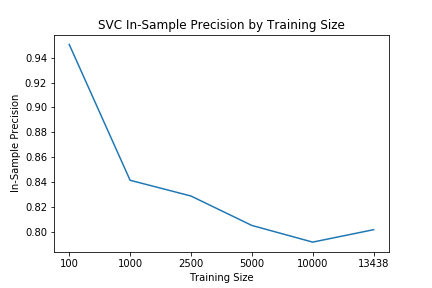 SVC In-Sample Precision by Training Size
In-Sample Precision
0.94
0.92
0.90
0.88
0.86
0.84
0.82
0.80
100 1000 2500 5000 10000 13438
Training Size